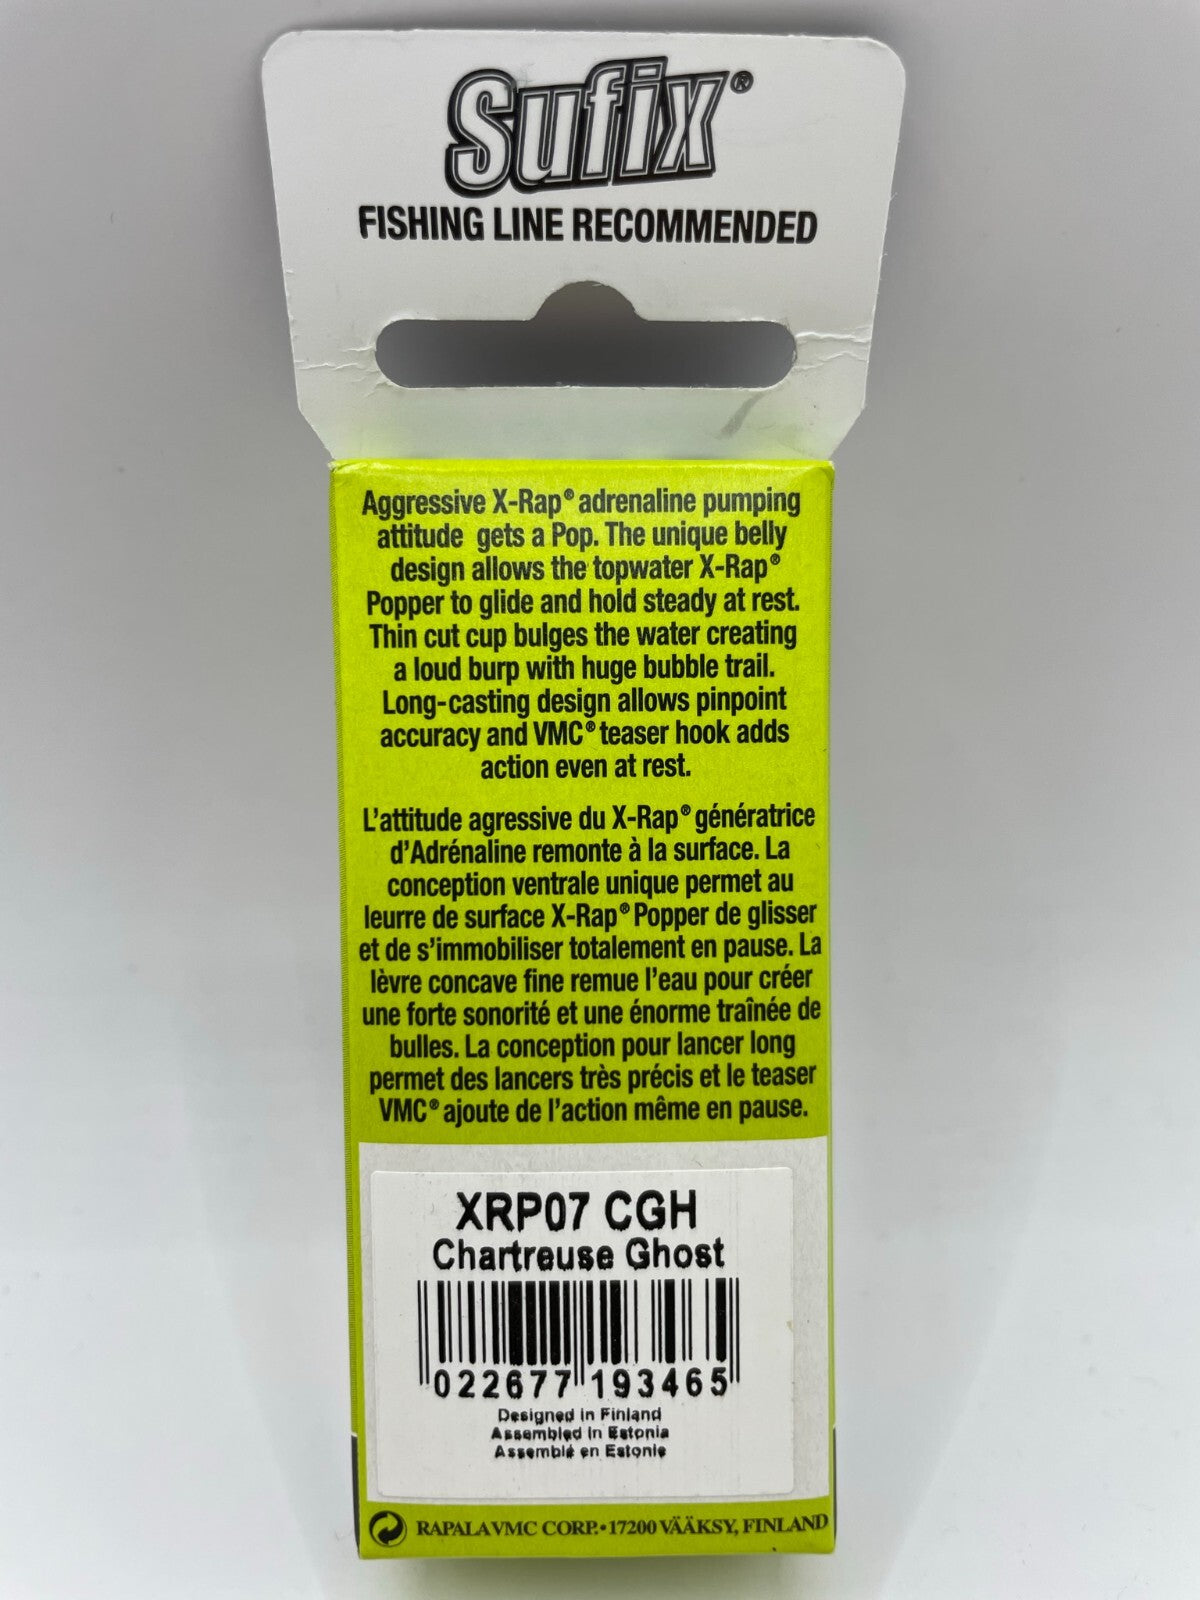 Sufix®
FISHING LINE RECOMMENDED
Aggressive X-Rap® adrenaline pumping
attitude gets a Pop. The unique belly
design allows the topwater X-Rap®
Popper to glide and hold steady at rest.
Thin cut cup bulges the water creating
a loud burp with huge bubble trail.
Long-casting design allows pinpoint
accuracy and VMC® teaser hook adds
action even at rest.
L'attitude agressive du X-Rap® génératrice
d'Adrénaline remonte à la surface. La
conception ventrale unique permet au
leurre de surface X-Rap® Popper de glisser
et de s'immobiliser totalement en pause. La
lèvre concave fine remue l'eau pour créer
une forte sonorité et une énorme traînée de
bulles. La conception pour lancer long
permet des lancers très précis et le teaser
VMC® ajoute de l'action même en pause.
XRP07 CGH
Chartreuse Ghost
022677 193465
Designed in Finland
Assembled in Estonia
Assemblé en Estonie
RAPALA VMC CORP. • 17200 VÄÄKSY, FINLAND